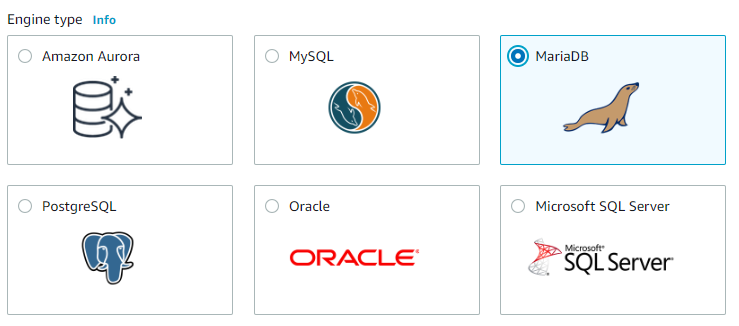 Engine type Info
Amazon Aurora
MySQL
MariaDB
PostgreSQL
Oracle
Microsoft SQL Server
ORACLE
Microsoft®
SQL Server